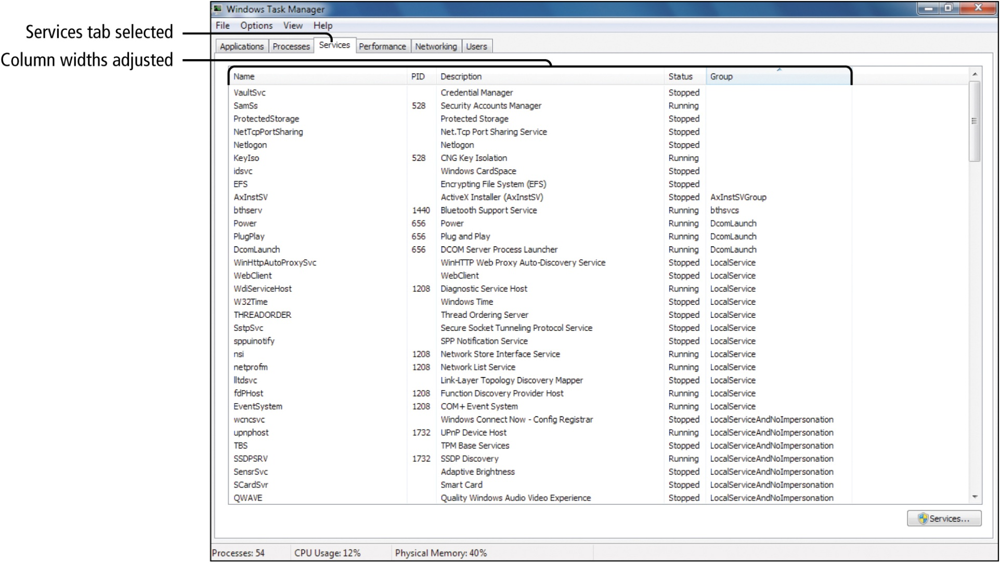 Windows Task Manager
File Options View Help
Services tab selected
Applications Processes Services Performance Networking Users
Column widths adjusted
Name PID Description Status Group
VaultSvc Credential Manager Stopped
SamSs 528 Security Accounts Manager Running
ProtectedStorage Protected Storage Stopped
NetTcpPortSharing Net.Tcp Port Sharing Service Stopped
Netlogon Netlogon Stopped
KeyIso 528 CNG Key Isolation Running
idsvc Windows CardSpace Stopped
EFS Encrypting File System (EFS) Stopped
AxInstSV ActiveX Installer (AxInstSV) Stopped AxInstSVGroup
bthserv 1440 Bluetooth Support Service Running bthsvcs
Power 656 Power Running DcomLaunch
PlugPlay 656 Plug and Play Running DcomLaunch
DcomLaunch 656 DCOM Server Process Launcher Running DcomLaunch
WinHttpAutoProxySvc WinHTTP Web Proxy Auto-Discovery Service Stopped LocalService
WebClient WebClient Stopped LocalService
WdiServiceHost 1208 Diagnostic Service Host Running LocalService
W32Time Windows Time Stopped LocalService
THREADORDER Thread Ordering Server Stopped LocalService
SstpSvc Secure Socket Tunneling Protocol Service Stopped LocalService
sppuinotify SPP Notification Service Stopped LocalService
nsi 1208 Network Store Interface Service Running LocalService
netprofm 1208 Network List Service Running LocalService
lltdsvc Link-Layer Topology Discovery Mapper Stopped LocalService
fdPHost 1208 Function Discovery Provider Host Running LocalService
EventSystem 1208 COM+ Event System Running LocalService
wcncsvc Windows Connect Now - Config Registrar Stopped LocalServiceAndNoImpersonation
upnphost 1732 UPnP Device Host Running LocalServiceAndNoImpersonation
TBS TPM Base Services Stopped LocalServiceAndNoImpersonation
SSDPSRV 1732 SSDP Discovery Running LocalServiceAndNoImpersonation
SensrSvc Adaptive Brightness Stopped LocalServiceAndNoImpersonation
SCardSvr Smart Card Stopped LocalServiceAndNoImpersonation
QWAVE Quality Windows Audio Video Experience Stopped LocalServiceAndNoImpersonation
Services...
Processes: 54 CPU Usage: 12% Physical Memory: 40%